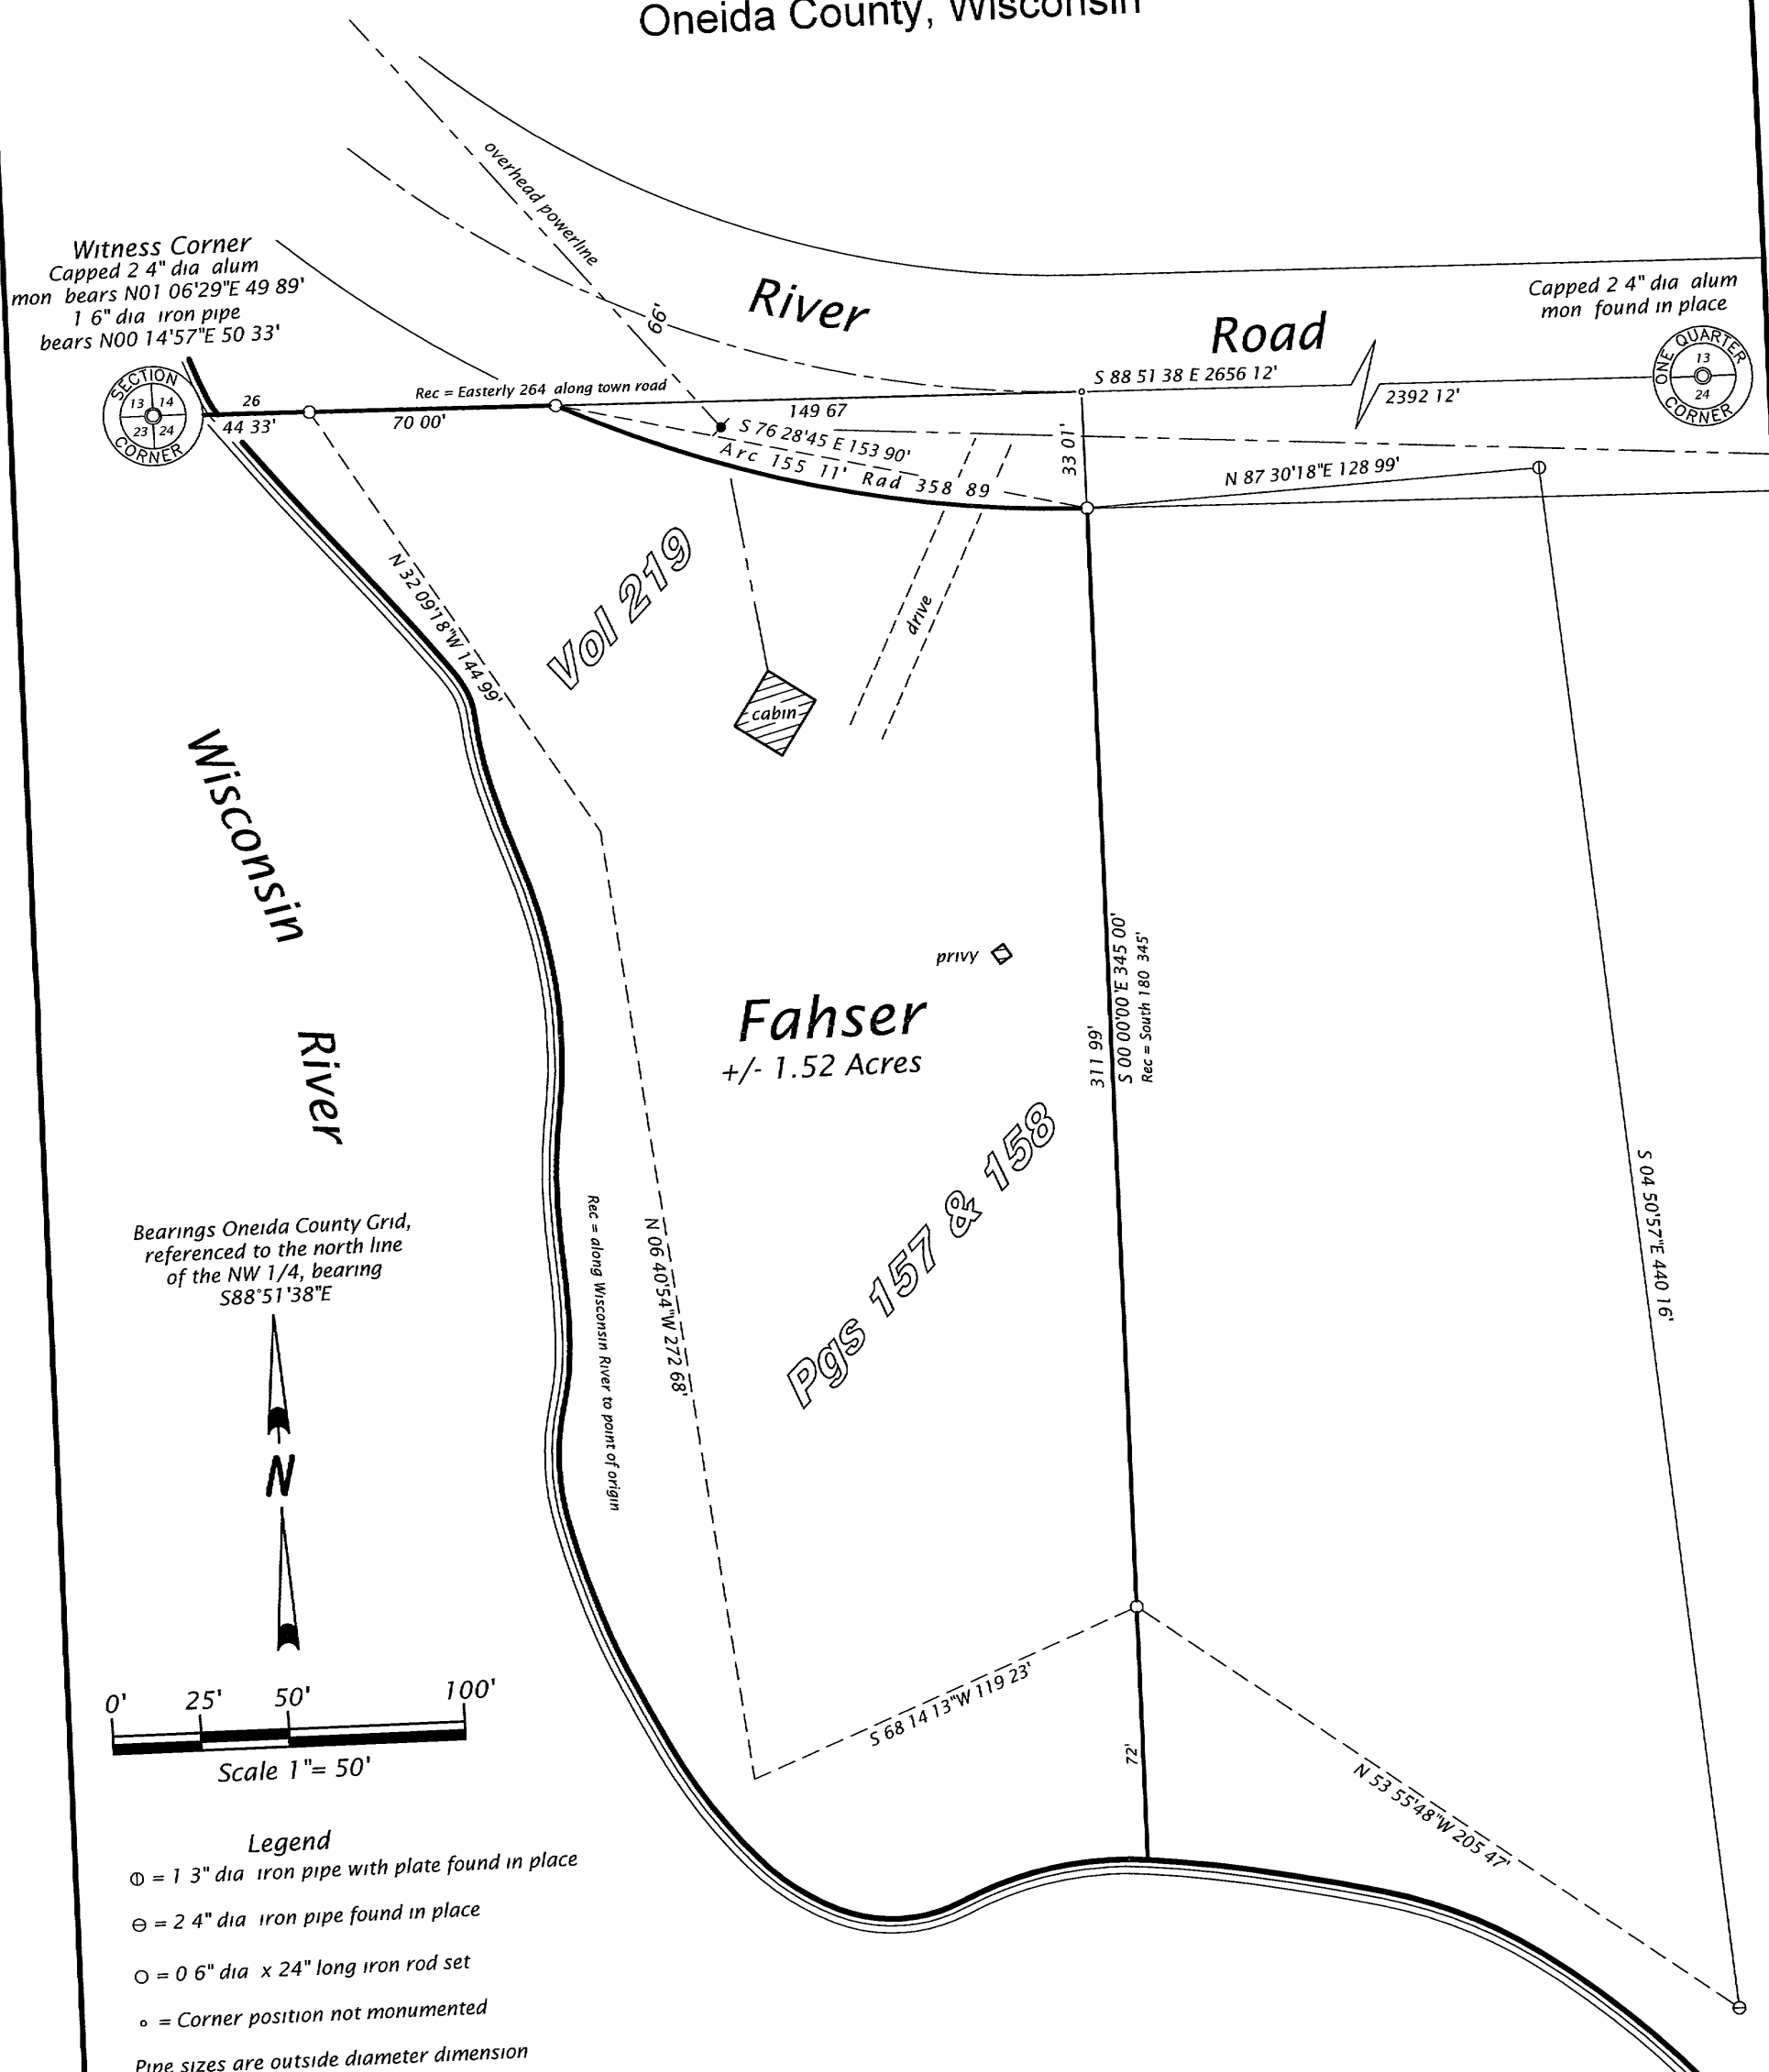 Oneida County, Wisconsin
overhead powerline
Witness Corner
Capped 2 4" dia alum
mon bears N01 06'29"E 49 89'
1 6" dia iron pipe
bears N00 14'57"E 50 33'
66'
River
Road
Capped 2 4" dia alum
mon found in place
SECTION
13 14
23 24
CORNER
ONE QUARTER
13
24
CORNER
26
44 33'
Rec = Easterly 264 along town road
70 00'
S 88 51 38 E 2656 12'
2392 12'
149 67
S 76 28'45 E 153 90'
Arc 155 11' Rad 358 89
33 01'
N 87 30'18"E 128 99'
N 32 09'18"W 144 99'
Vol 219
drive
cabin
Wisconsin
River
privy
Fahser
+/- 1.52 Acres
311 99'
S 00 00'00'E 345 00'
Rec = South 180 345'
Pgs 157 & 158
S 04 50'57"E 440 16'
Rec = along Wisconsin River to point of origin
N 06 40'54"W 272 68'
Bearings Oneida County Grid,
referenced to the north line
of the NW 1/4, bearing
S88°51'38"E
N
S 68 14 13"W 119 23'
72'
N 53 55'48"W 205 47'
0' 25' 50' 100'
Scale 1"= 50'
Legend
= 1 3" dia iron pipe with plate found in place
= 2 4" dia iron pipe found in place
= 0 6" dia x 24" long iron rod set
= Corner position not monumented
Pipe sizes are outside diameter dimension